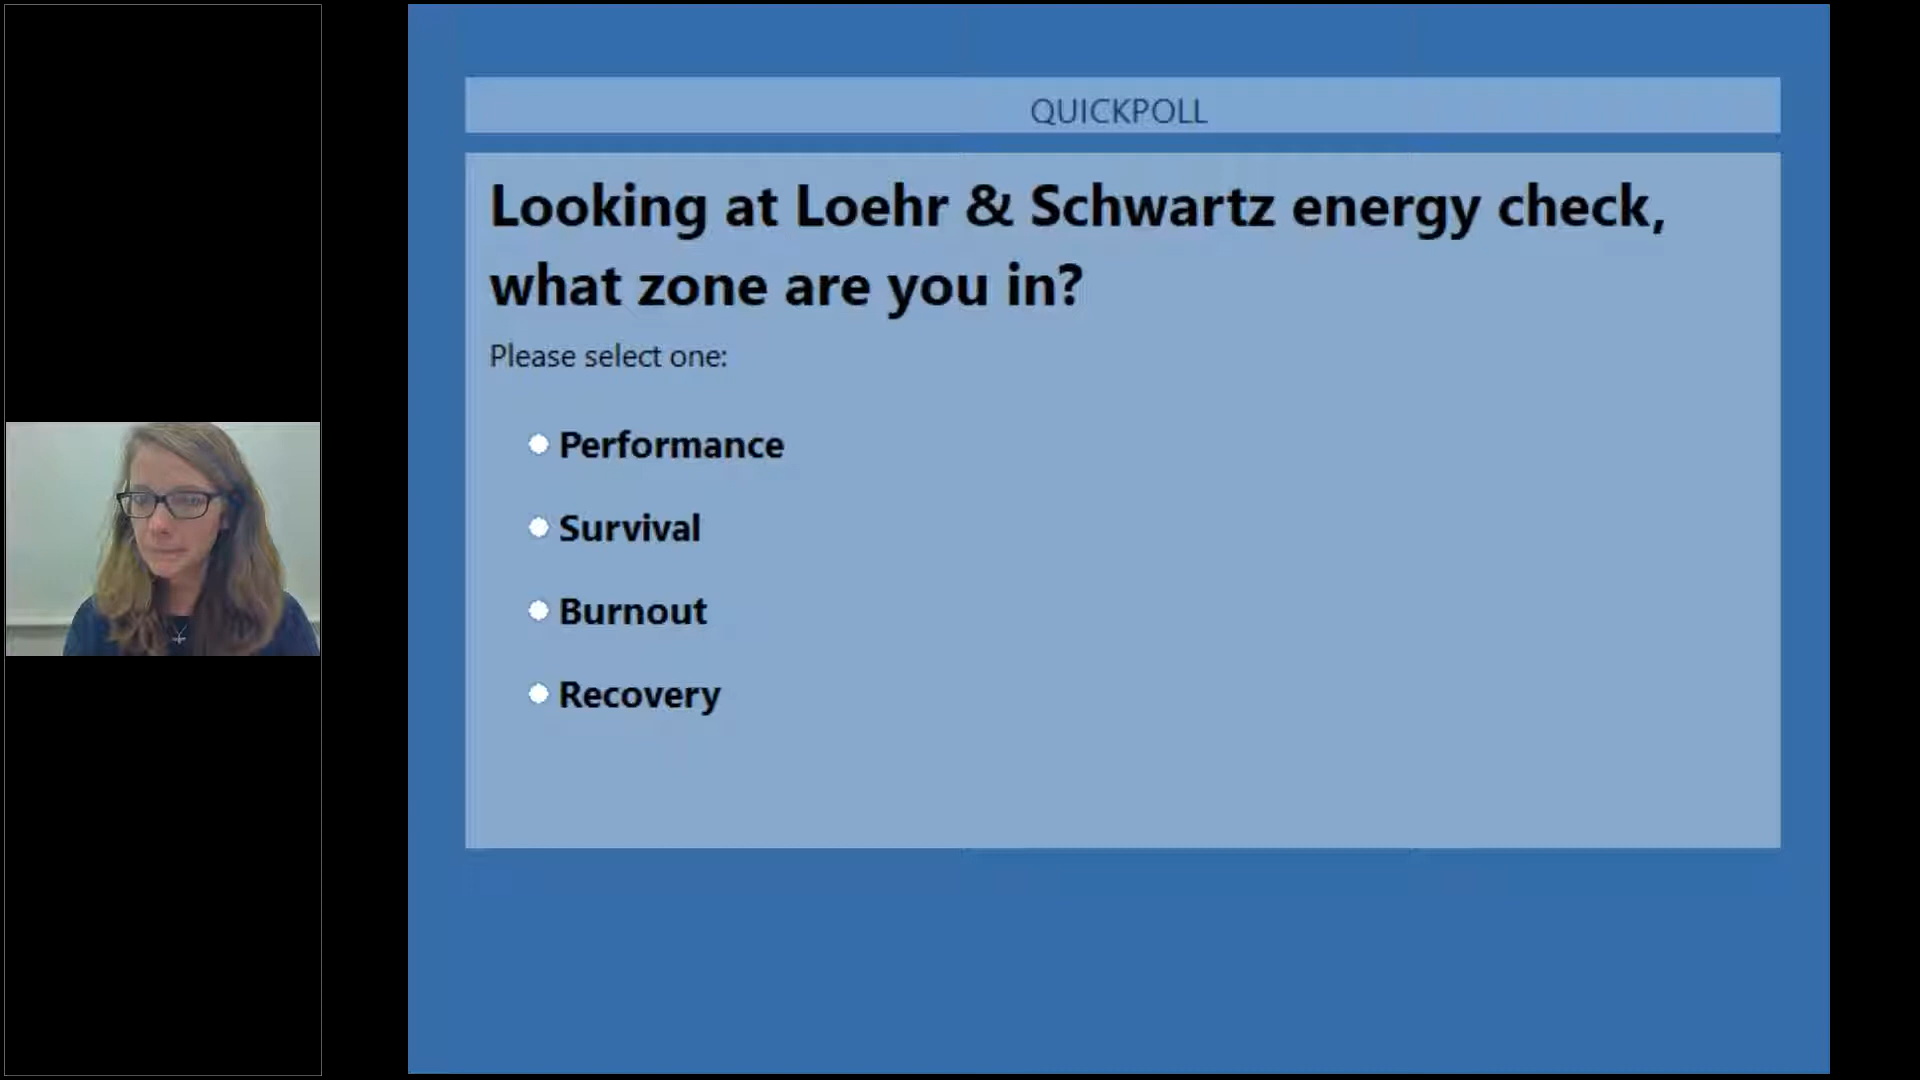 QUICKPOLL
Looking at Loehr & Schwartz energy check,
what zone are you in?
Please select one:
Performance
Survival
Burnout
Recovery